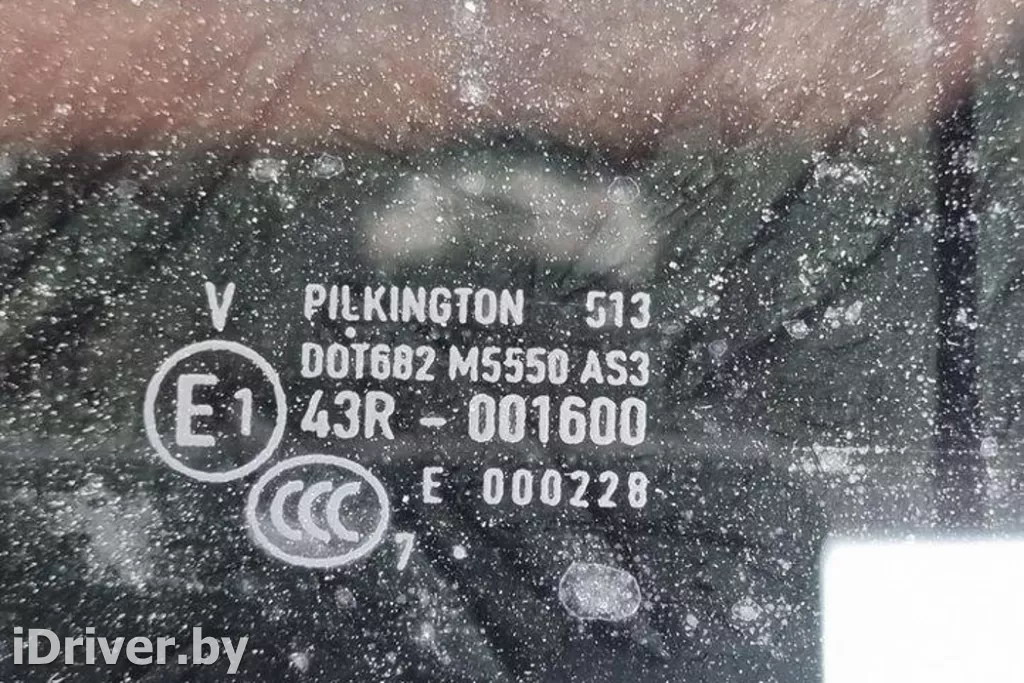 V PILKINGTON 513
DOT682 M5550 AS3
E1 43R - 001600
CCC E 000228
7
iDriver.by